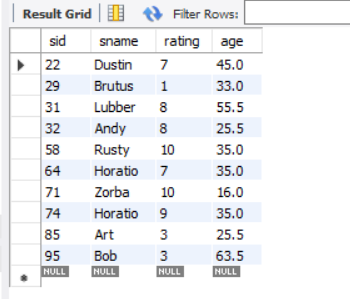 Result Grid Filter Rows:
sid sname rating age
22 Dustin 7 45.0
29 Brutus 1 33.0
31 Lubber 8 55.5
32 Andy 8 25.5
58 Rusty 10 35.0
64 Horatio 7 35.0
71 Zorba 10 16.0
74 Horatio 9 35.0
85 Art 3 25.5
95 Bob 3 63.5
NULL NULL NULL NULL